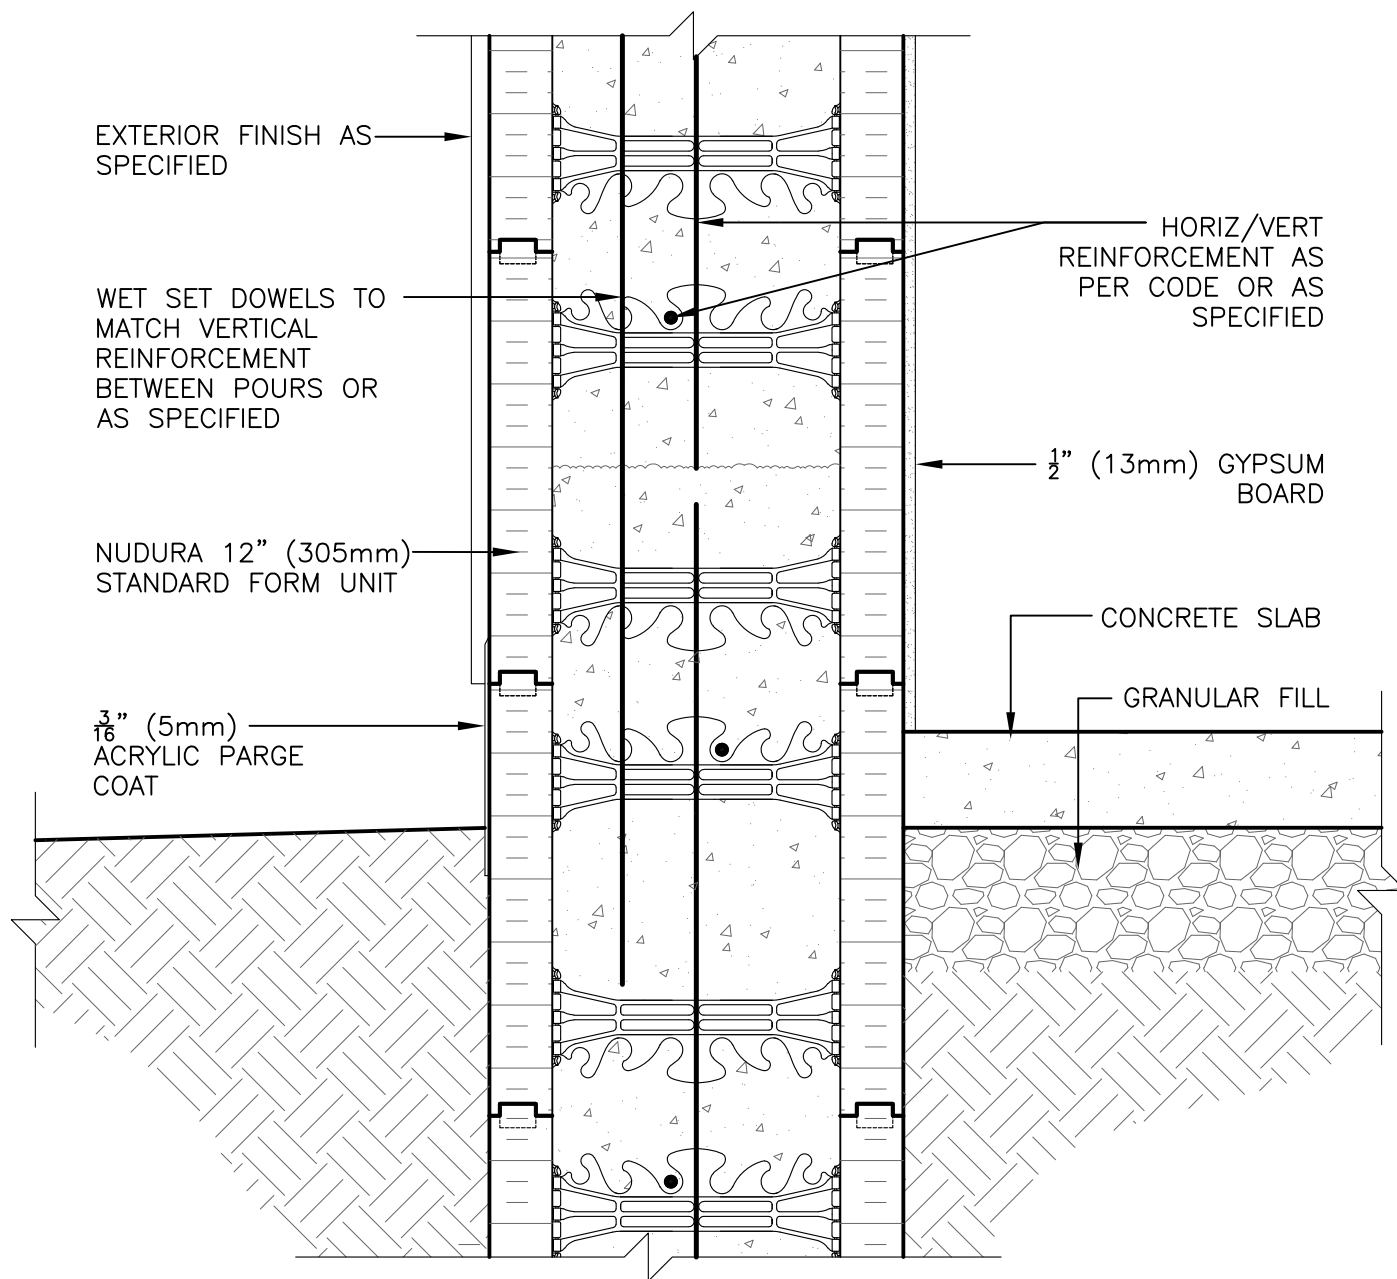 EXTERIOR FINISH AS
SPECIFIED
HORIZ/VERT
REINFORCEMENT AS
PER CODE OR AS
SPECIFIED
WET SET DOWELS TO
MATCH VERTICAL
REINFORCEMENT
BETWEEN POURS OR
AS SPECIFIED
1/2" (13mm) GYPSUM
BOARD
NUDURA 12" (305mm)
STANDARD FORM UNIT
CONCRETE SLAB
GRANULAR FILL
3/16" (5mm)
ACRYLIC PARGE
COAT